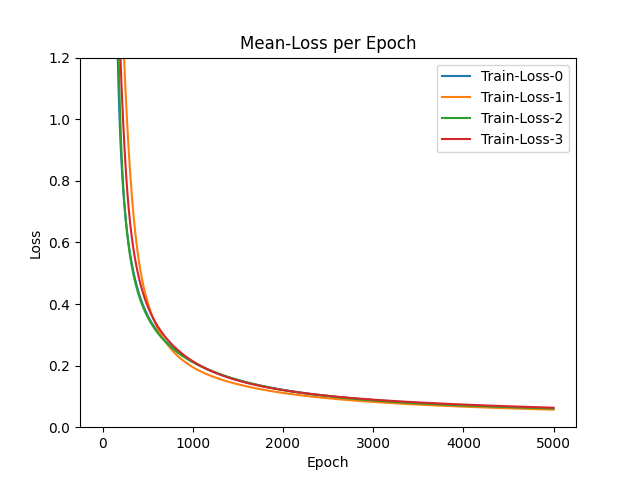 Mean-Loss per Epoch
1.2
1.0
0.8
0.6
0.4
0.2
0.0
Loss
Train-Loss-0
Train-Loss-1
Train-Loss-2
Train-Loss-3
0 1000 2000 3000 4000 5000
Epoch